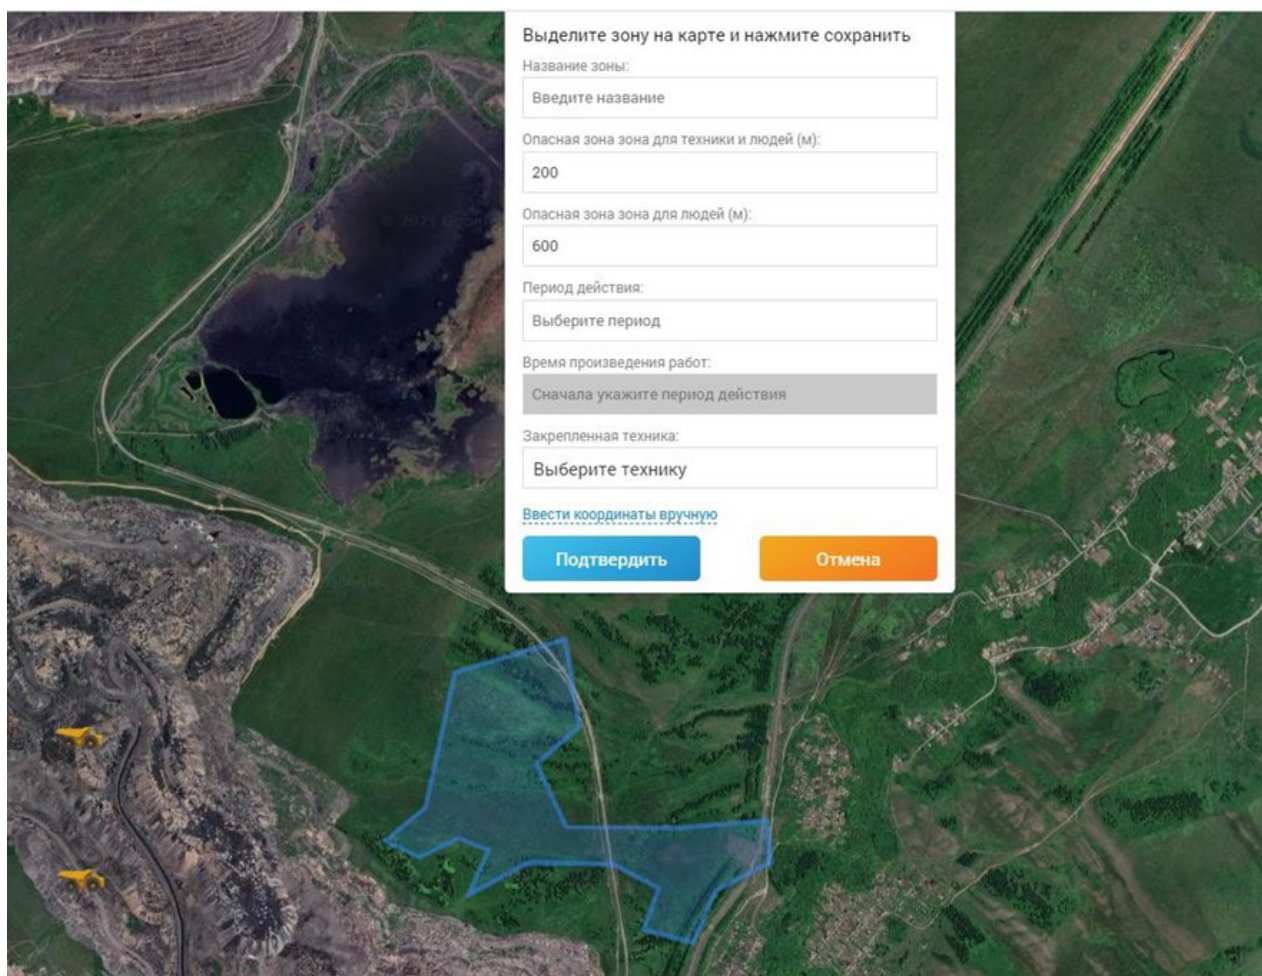 Выделите зону на карте и нажмите сохранить
Название зоны:
Введите название
Опасная зона зона для техники и людей (м):
200
Опасная зона зона для людей (м):
600
Период действия:
Выберите период
Время произведения работ:
Сначала укажите период действия
Закрепленная техника:
Выберите технику
Ввести координаты вручную
Подтвердить
Отмена